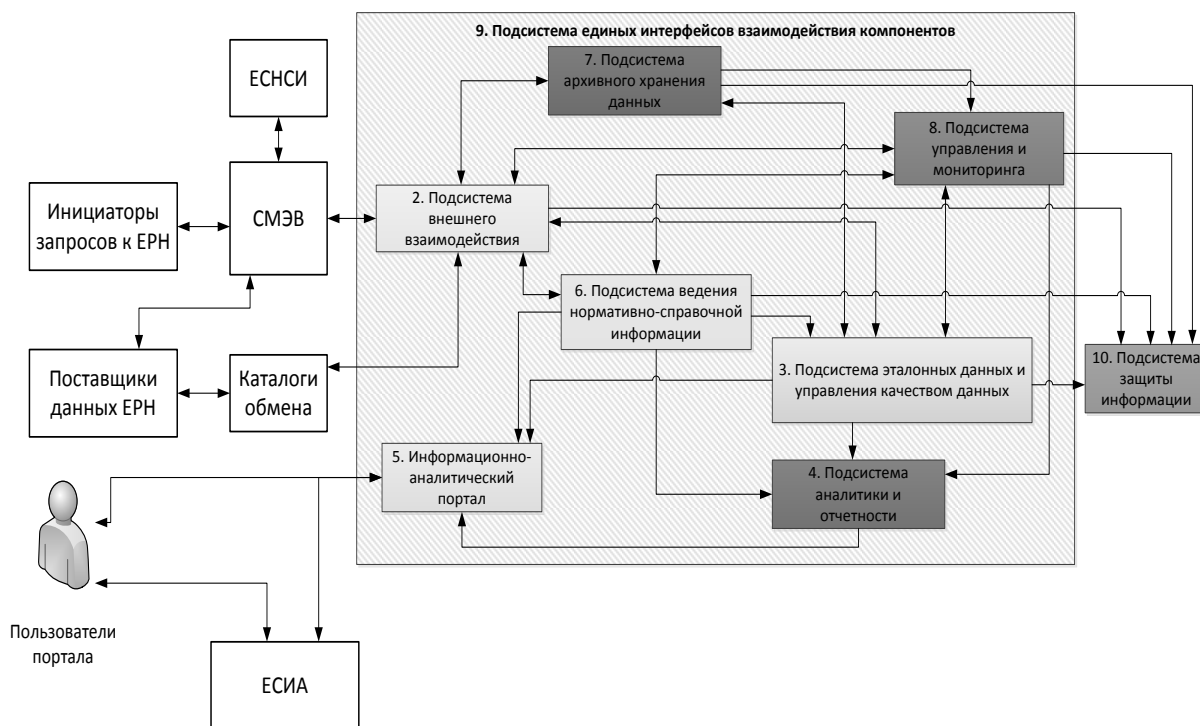 9. Подсистема единых интерфейсов взаимодействия компонентов
7. Подсистема
архивного хранения
данных
ЕСНСИ
8. Подсистема
управления и
мониторинга
Инициаторы
запросов к ЕРН
СМЭВ
2. Подсистема
внешнего
взаимодействия
6. Подсистема ведения
нормативно-справочной
информации
Поставщики
данных ЕРН
Каталоги
обмена
3. Подсистема эталонных данных и
управления качеством данных
10. Подсистема
защиты
информации
5. Информационно-
аналитический
портал
4. Подсистема
аналитики и
отчетности
Пользователи
портала
ЕСИА